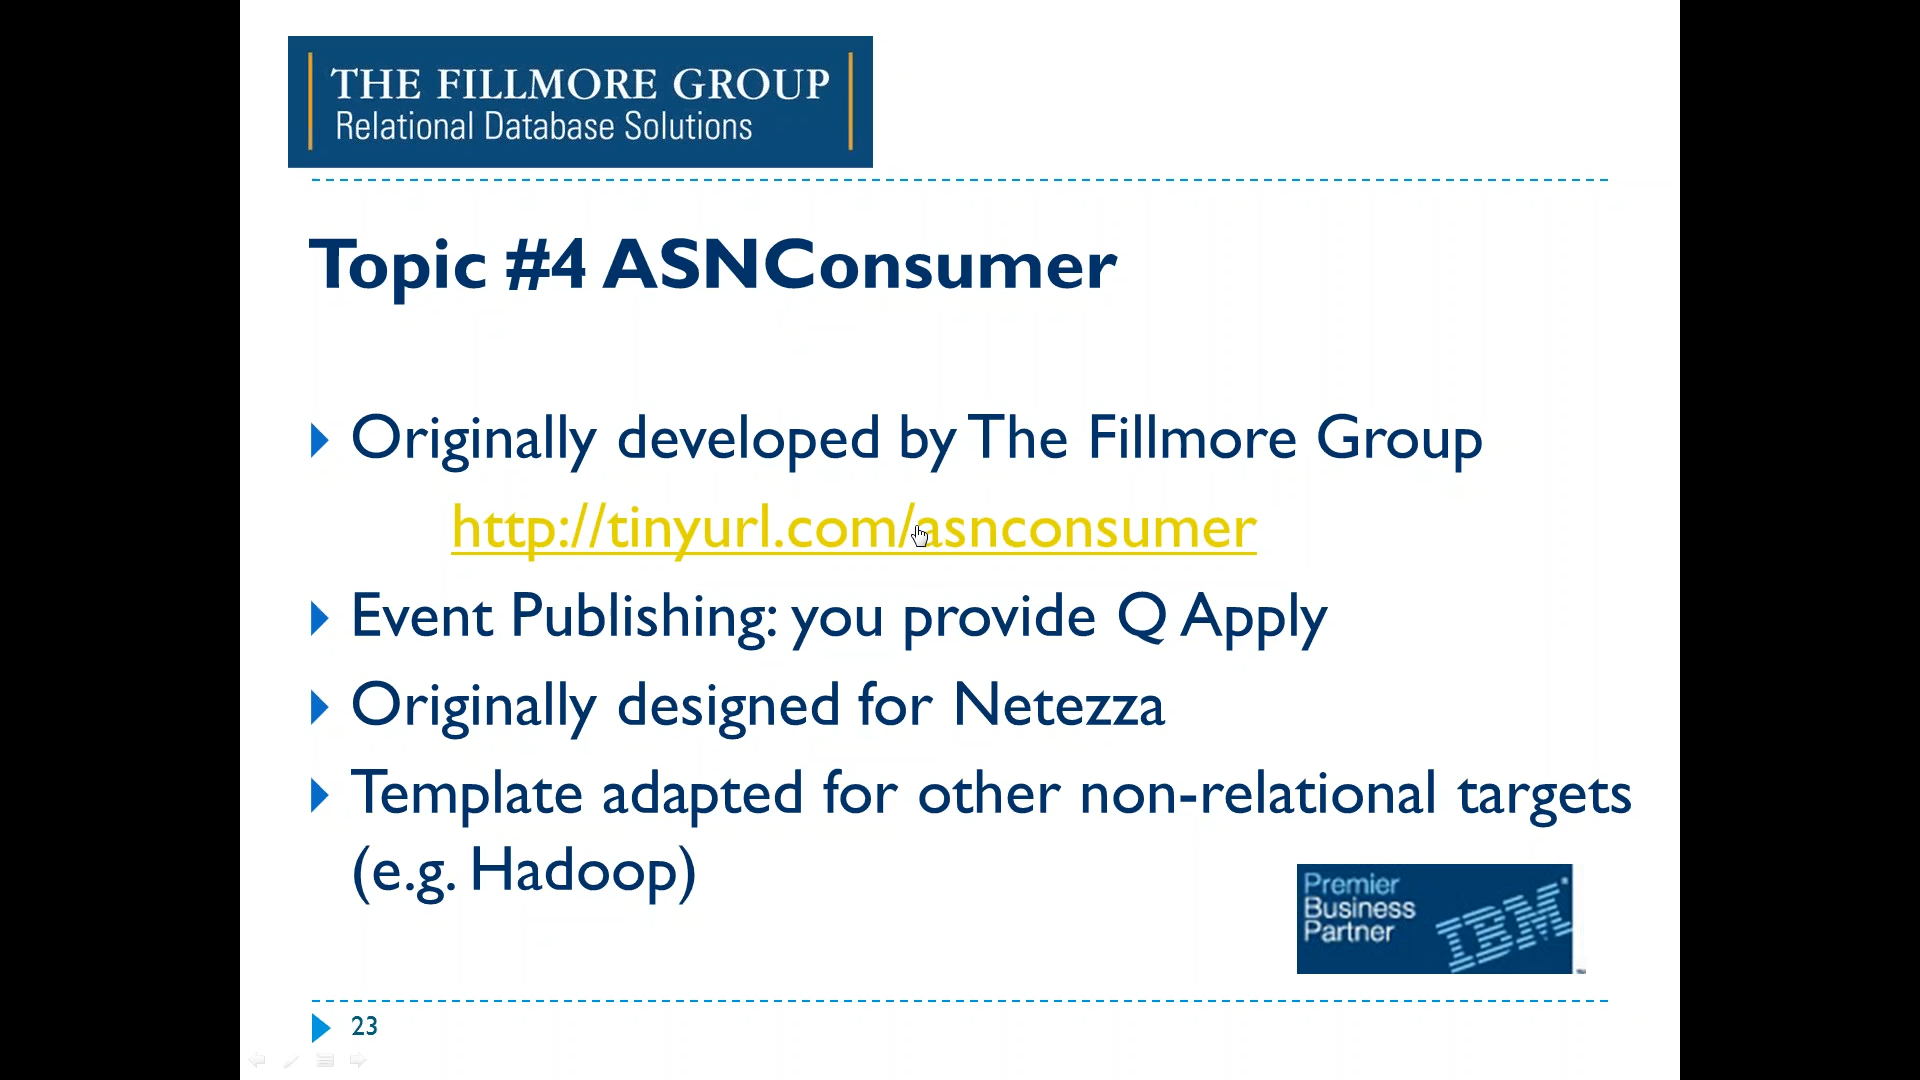 THE FILLMORE GROUP
Relational Database Solutions
Topic #4 ASNConsumer
Originally developed by The Fillmore Group
http://tinyurl.com/asnconsumer
Event Publishing: you provide Q Apply
Originally designed for Netezza
Template adapted for other non-relational targets
(e.g. Hadoop)
Premier
Business
Partner
IBM
23